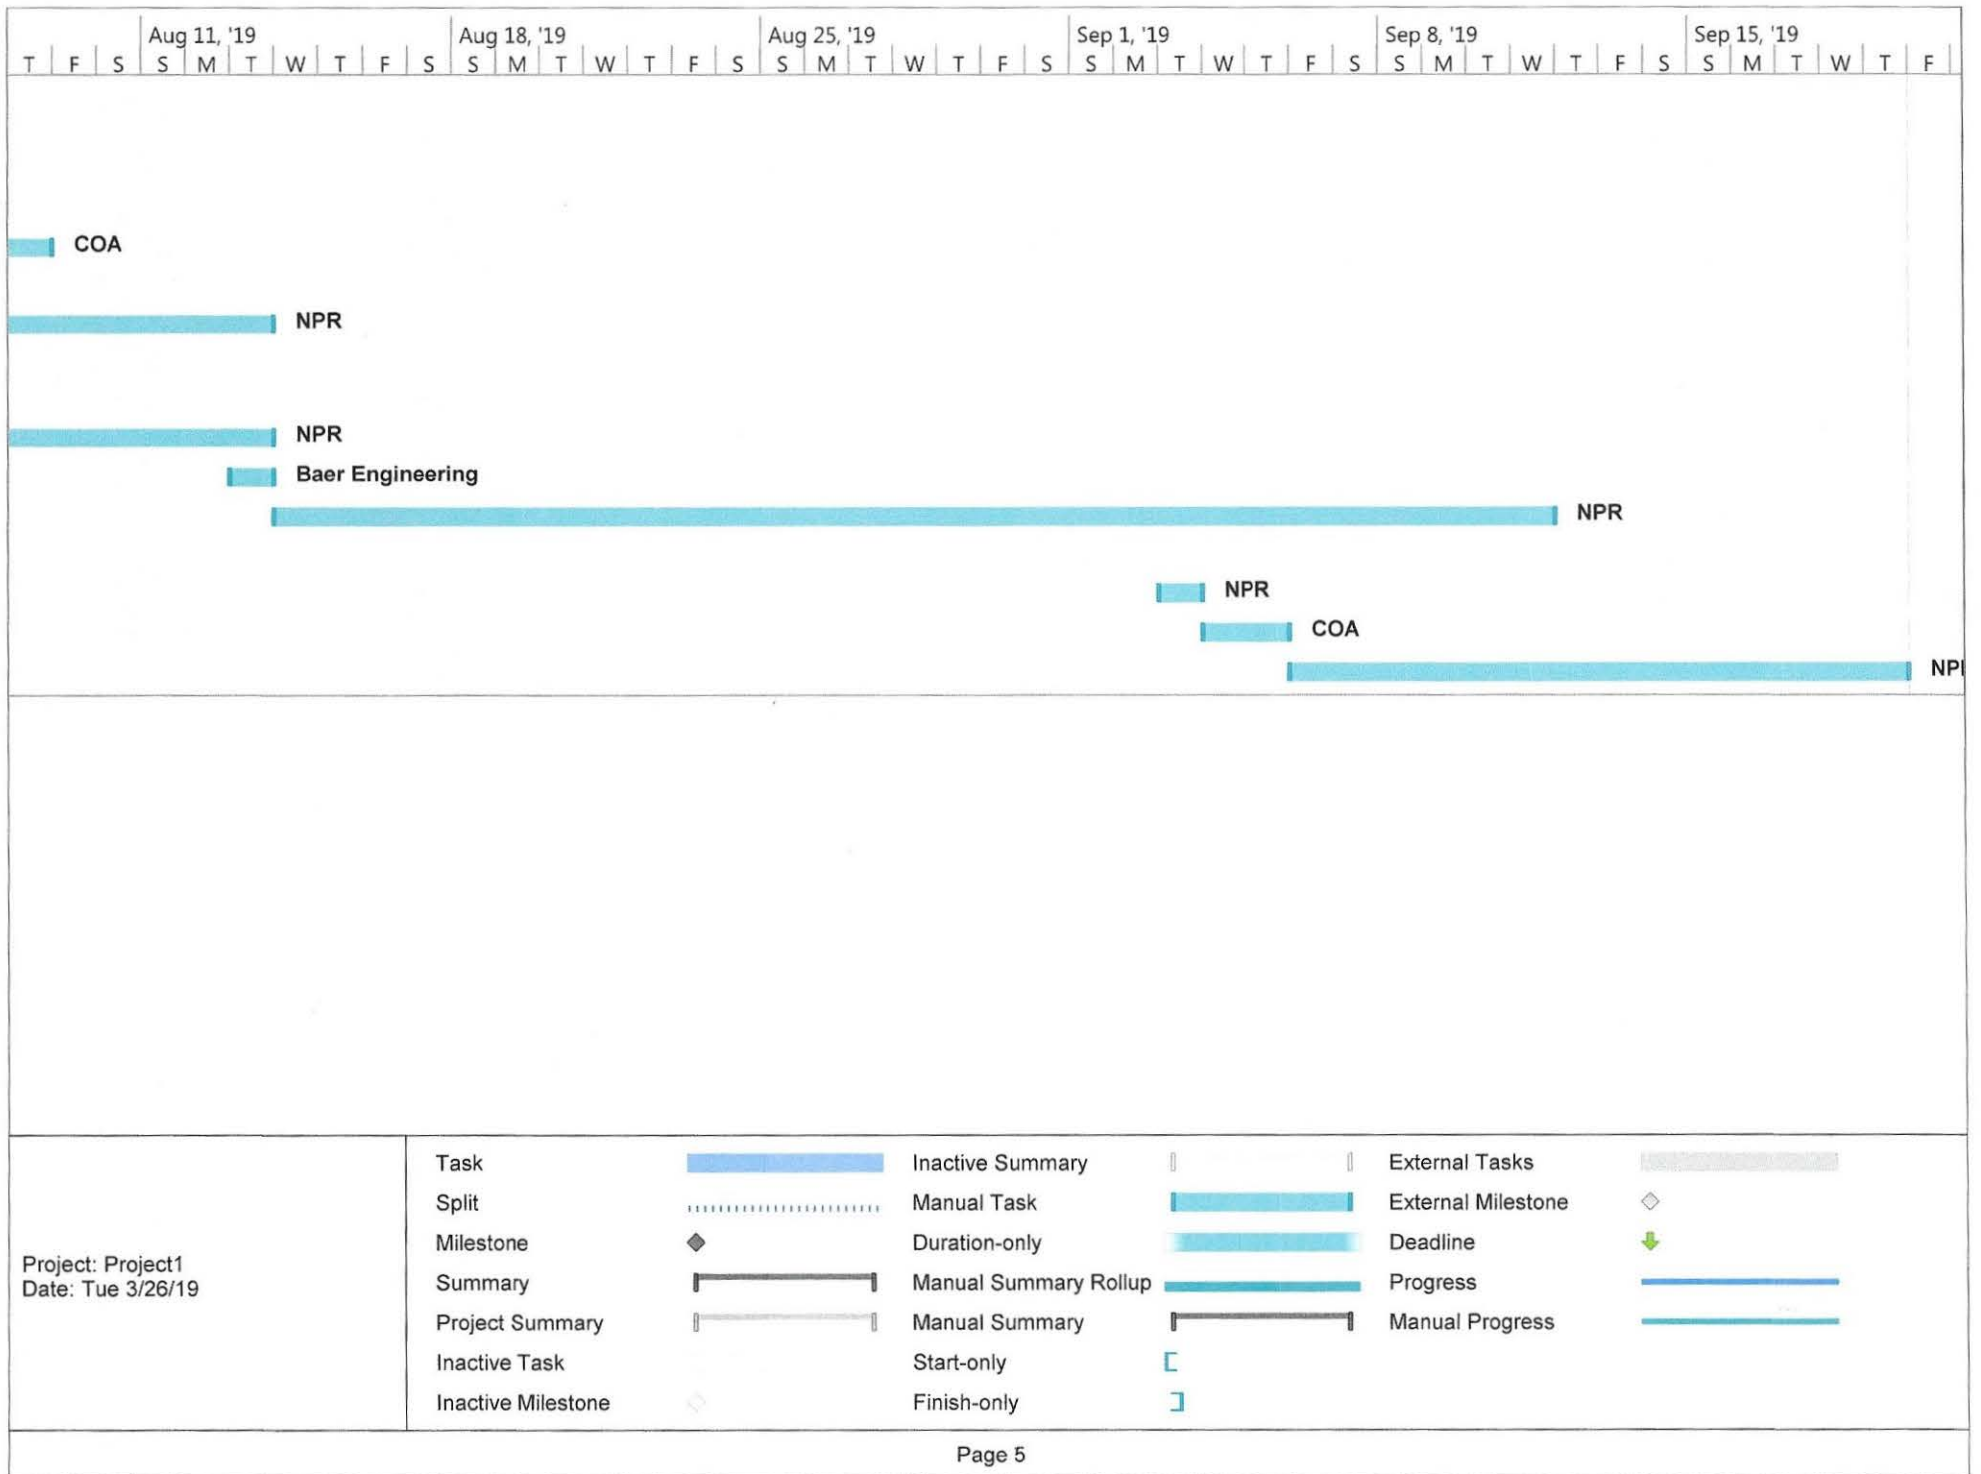 Aug 11, '19 Aug 18, '19 Aug 25, '19 Sep 1, '19 Sep 8, '19 Sep 15, '19
T F S S M T W T F S S M T W T F S S M T W T F S S M T W T F S S M T W T F S S M T W T F
COA
NPR
NPR
Baer Engineering
NPR
NPR
COA
NPI
Project: Project1
Date: Tue 3/26/19
Task
Split
Milestone
Summary
Project Summary
Inactive Task
Inactive Milestone
Inactive Summary
Manual Task
Duration-only
Manual Summary Rollup
Manual Summary
Start-only
Finish-only
External Tasks
External Milestone
Deadline
Progress
Manual Progress
Page 5